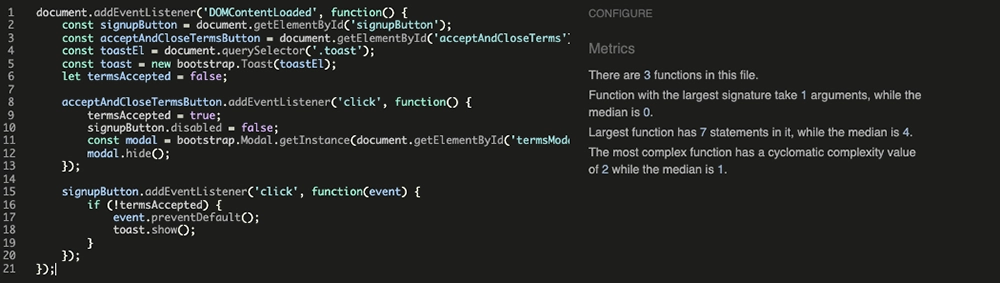 1 document.addEventListener('DOMContentLoaded', function() {
2     const signupButton = document.getElementById('signupButton');
3     const acceptAndCloseTermsButton = document.getElementById('acceptAndCloseTerms'
4     const toastEl = document.querySelector('.toast');
5     const toast = new bootstrap.Toast(toastEl);
6     let termsAccepted = false;
7
8     acceptAndCloseTermsButton.addEventListener('click', function() {
9         termsAccepted = true;
10         signupButton.disabled = false;
11         const modal = bootstrap.Modal.getInstance(document.getElementById('termsMod
12         modal.hide();
13     });
14
15     signupButton.addEventListener('click', function(event) {
16         if (!termsAccepted) {
17             event.preventDefault();
18             toast.show();
19         }
20     });
21 });
CONFIGURE
Metrics
There are 3 functions in this file.
Function with the largest signature take 1 arguments, while the
median is 0.
Largest function has 7 statements in it, while the median is 4.
The most complex function has a cyclomatic complexity value
of 2 while the median is 1.